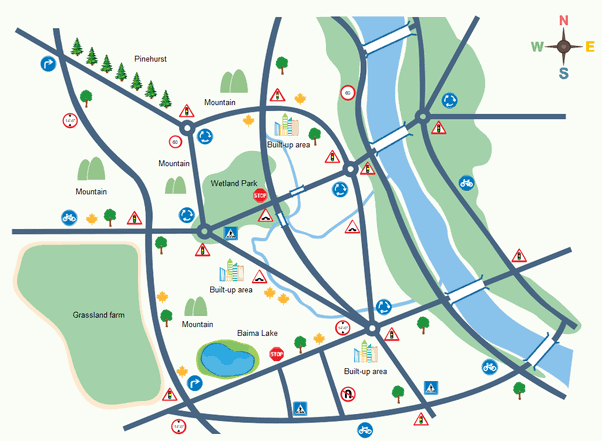 N
W E
S
Pinehurst
Mountain
60
Built-up area
60
Mountain
Mountain
Wetland Park
STOP
Built-up area
Grassland farm
Mountain
Baima Lake
STOP
Built-up area